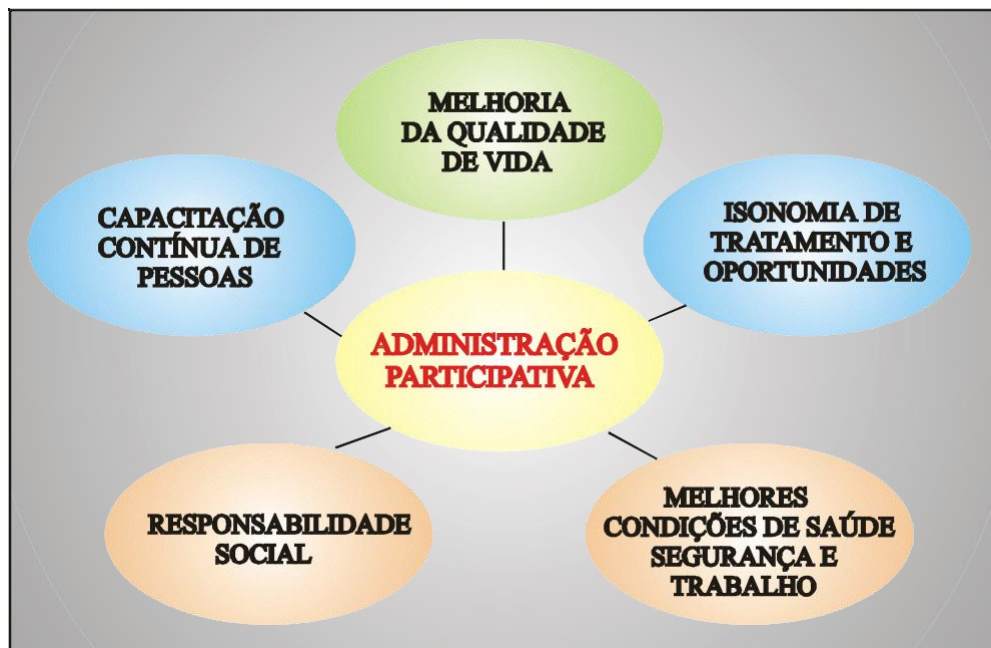 MELHORIA
DA QUALIDADE
DE VIDA
CAPACITAÇÃO
CONTÍNUA DE
PESSOAS
ISONOMIA DE
TRATAMENTO E
OPORTUNIDADES
ADMINISTRAÇÃO
PARTICIPATIVA
RESPONSABILIDADE
SOCIAL
MELHORES
CONDIÇÕES DE SAÚDE
SEGURANÇA E
TRABALHO